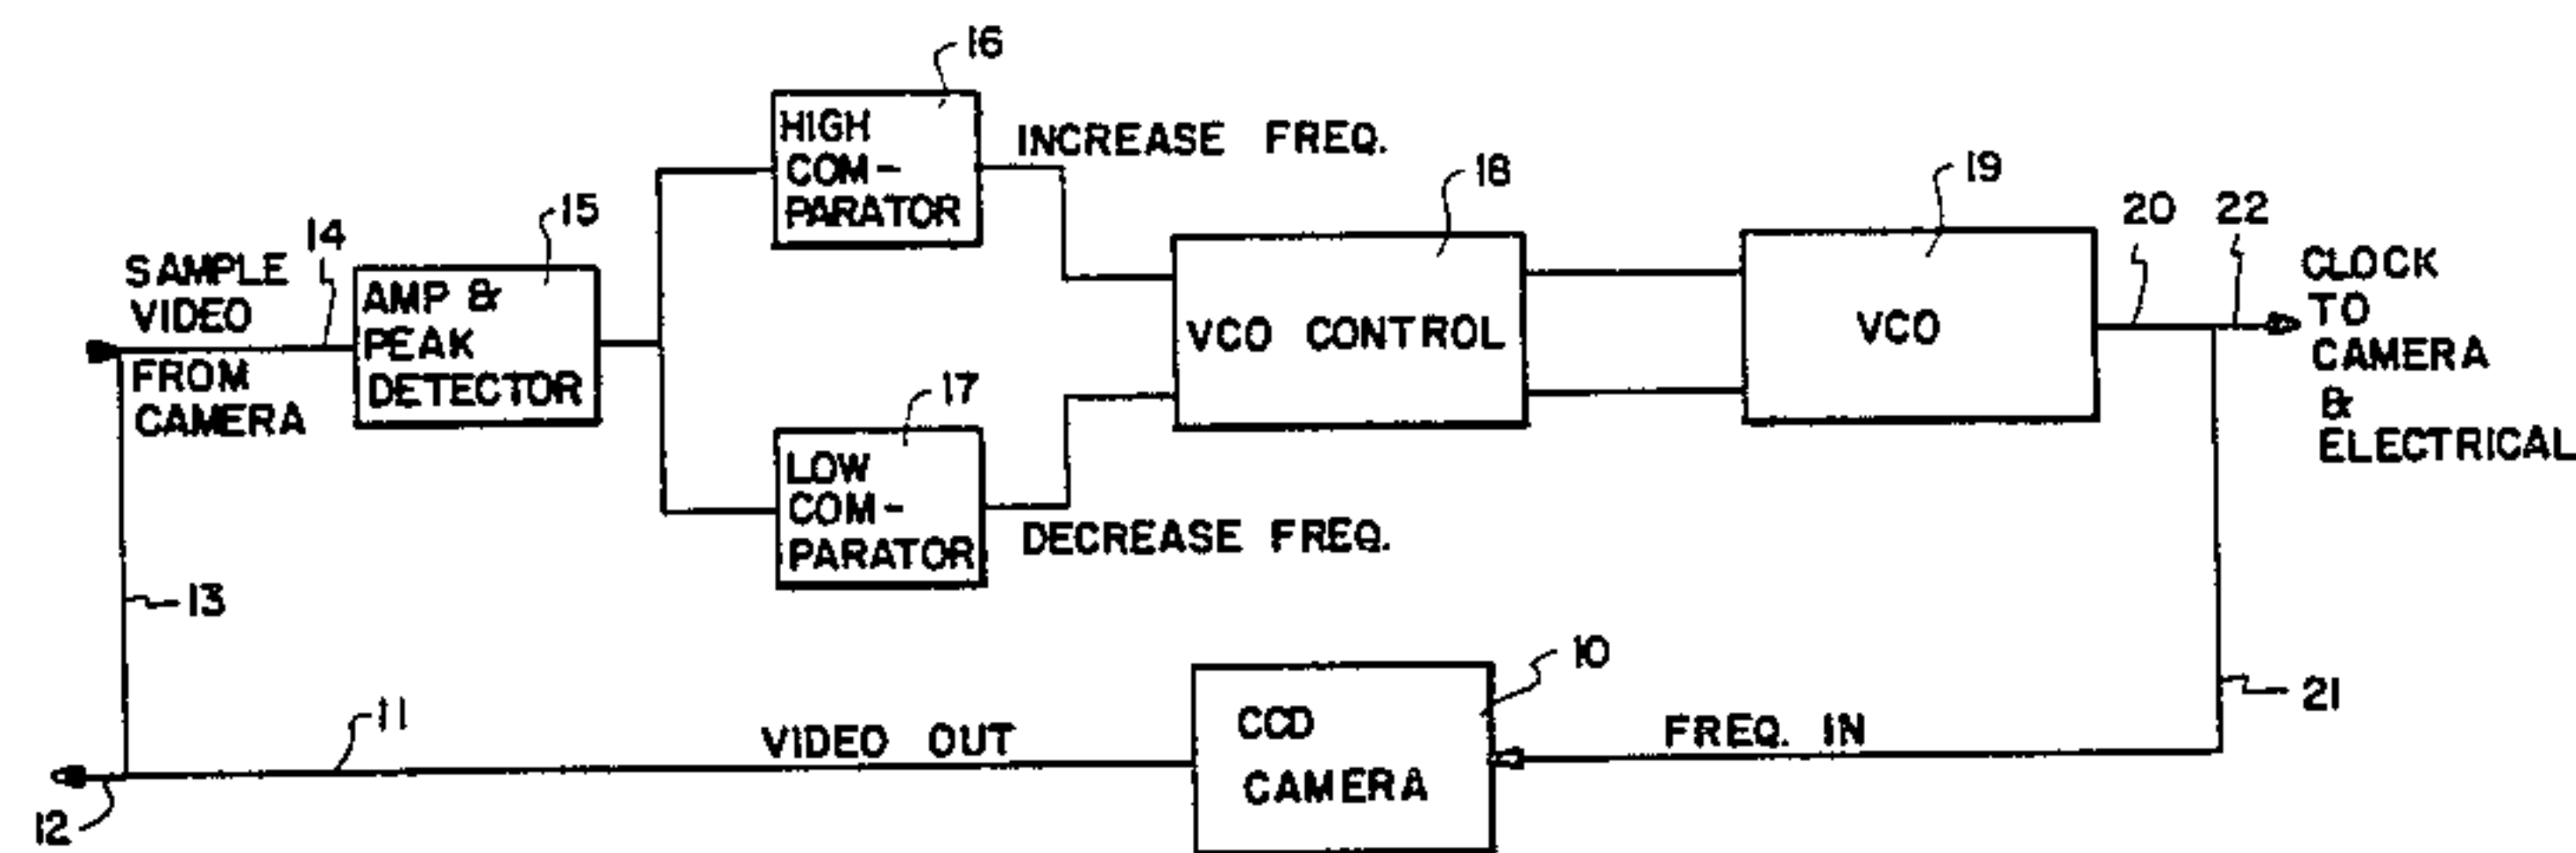 16
HIGH
COM-
PARATOR
INCREASE FREQ.
18
19
15
14
SAMPLE
VIDEO
FROM
CAMERA
AMP &
PEAK
DETECTOR
VCO CONTROL
VCO
20
22
CLOCK
TO
CAMERA
&
ELECTRICAL
17
LOW
COM-
PARATOR
DECREASE FREQ.
13
10
21
11
VIDEO OUT
CCD
CAMERA
FREQ. IN
12